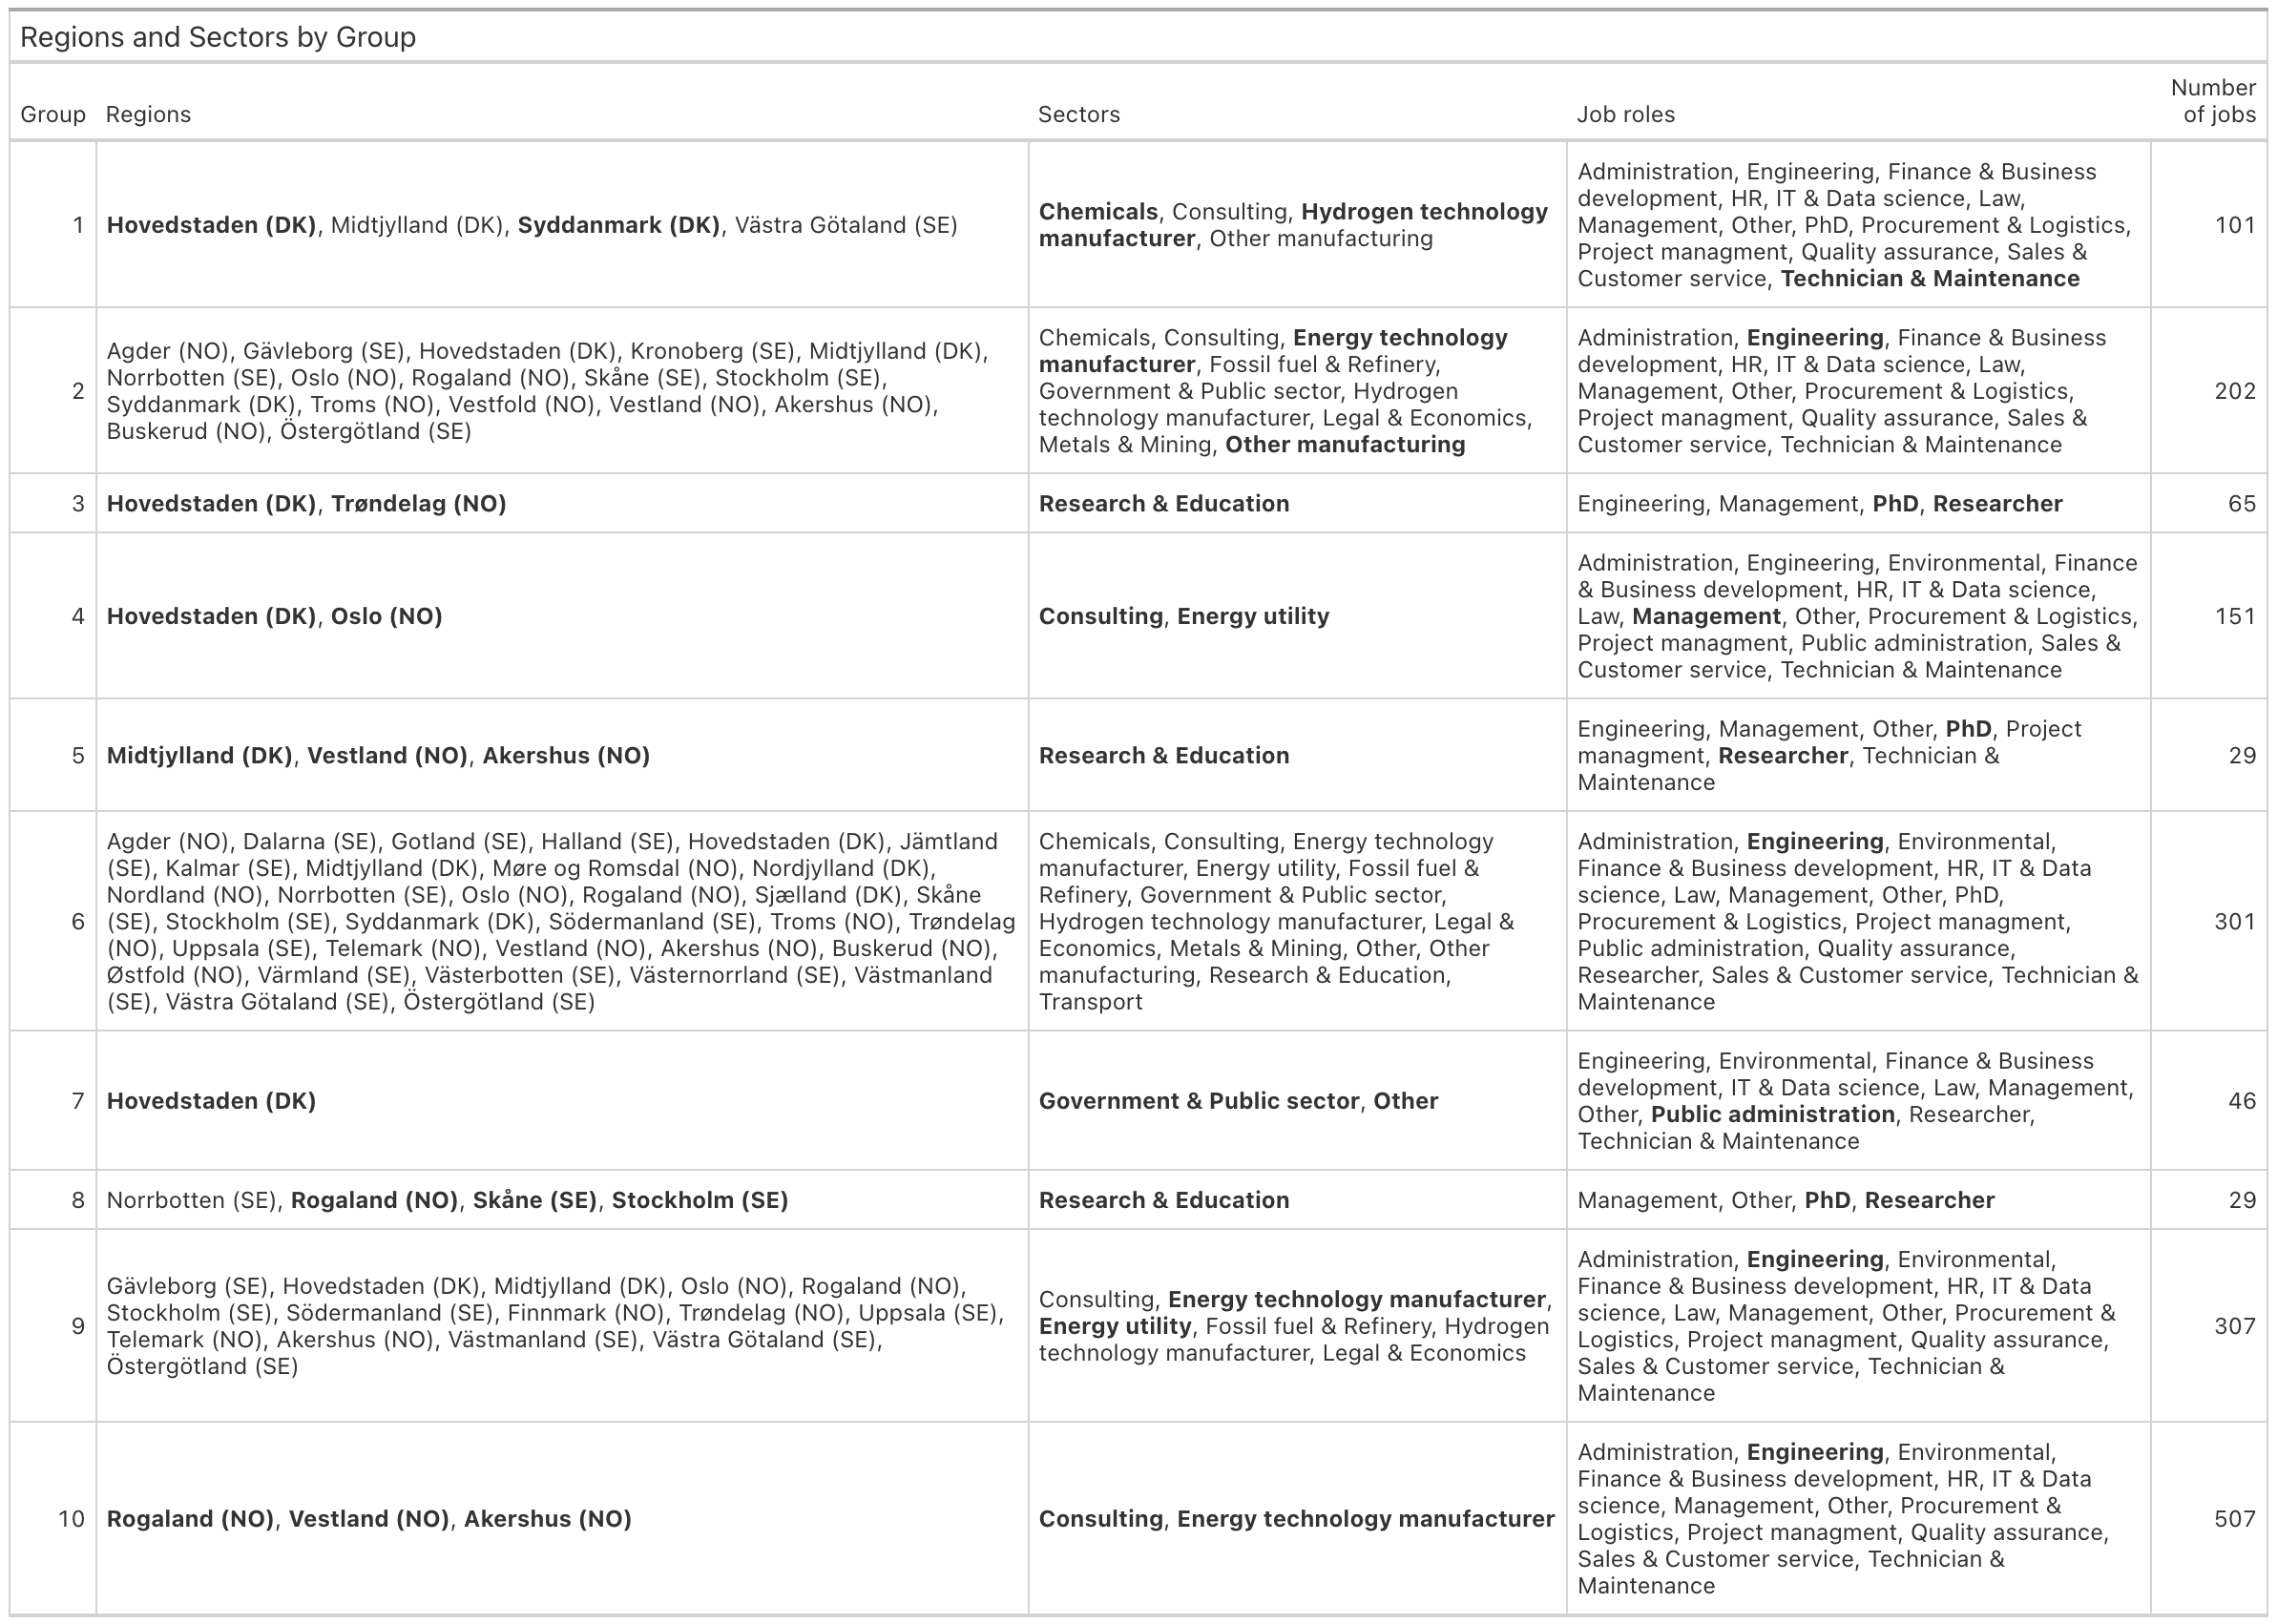 Regions and Sectors by Group
Group Regions Sectors Job roles Number
of jobs
1
Hovedstaden (DK), Midtjylland (DK), Syddanmark (DK), Västra Götaland (SE)
Chemicals, Consulting, Hydrogen technology
manufacturer, Other manufacturing
Administration, Engineering, Finance & Business
development, HR, IT & Data science, Law,
Management, Other, PhD, Procurement & Logistics,
Project managment, Quality assurance, Sales &
Customer service, Technician & Maintenance
101
2
Agder (NO), Gävleborg (SE), Hovedstaden (DK), Kronoberg (SE), Midtjylland (DK),
Norrbotten (SE), Oslo (NO), Rogaland (NO), Skåne (SE), Stockholm (SE),
Syddanmark (DK), Troms (NO), Vestfold (NO), Vestland (NO), Akershus (NO),
Buskerud (NO), Östergötland (SE)
Chemicals, Consulting, Energy technology
manufacturer, Fossil fuel & Refinery,
Government & Public sector, Hydrogen
technology manufacturer, Legal & Economics,
Metals & Mining, Other manufacturing
Administration, Engineering, Finance & Business
development, HR, IT & Data science, Law,
Management, Other, Procurement & Logistics,
Project managment, Quality assurance, Sales &
Customer service, Technician & Maintenance
202
3
Hovedstaden (DK), Trøndelag (NO)
Research & Education
Engineering, Management, PhD, Researcher
65
4
Hovedstaden (DK), Oslo (NO)
Consulting, Energy utility
Administration, Engineering, Environmental, Finance
& Business development, HR, IT & Data science,
Law, Management, Other, Procurement & Logistics,
Project managment, Public administration, Sales &
Customer service, Technician & Maintenance
151
5
Midtjylland (DK), Vestland (NO), Akershus (NO)
Research & Education
Engineering, Management, Other, PhD, Project
managment, Researcher, Technician &
Maintenance
29
6
Agder (NO), Dalarna (SE), Gotland (SE), Halland (SE), Hovedstaden (DK), Jämtland
(SE), Kalmar (SE), Midtjylland (DK), Møre og Romsdal (NO), Nordjylland (DK),
Nordland (NO), Norrbotten (SE), Oslo (NO), Rogaland (NO), Sjælland (DK), Skåne
(SE), Stockholm (SE), Syddanmark (DK), Södermanland (SE), Troms (NO), Trøndelag
(NO), Uppsala (SE), Telemark (NO), Vestland (NO), Akershus (NO), Buskerud (NO),
Østfold (NO), Värmland (SE), Västerbotten (SE), Västernorrland (SE), Västmanland
(SE), Västra Götaland (SE), Östergötland (SE)
Chemicals, Consulting, Energy technology
manufacturer, Energy utility, Fossil fuel &
Refinery, Government & Public sector,
Hydrogen technology manufacturer, Legal &
Economics, Metals & Mining, Other, Other
manufacturing, Research & Education,
Transport
Administration, Engineering, Environmental,
Finance & Business development, HR, IT & Data
science, Law, Management, Other, PhD,
Procurement & Logistics, Project managment,
Public administration, Quality assurance,
Researcher, Sales & Customer service, Technician &
Maintenance
301
7
Hovedstaden (DK)
Government & Public sector, Other
Engineering, Environmental, Finance & Business
development, IT & Data science, Law, Management,
Other, Public administration, Researcher,
Technician & Maintenance
46
8
Norrbotten (SE), Rogaland (NO), Skåne (SE), Stockholm (SE)
Research & Education
Management, Other, PhD, Researcher
29
9
Gävleborg (SE), Hovedstaden (DK), Midtjylland (DK), Oslo (NO), Rogaland (NO),
Stockholm (SE), Södermanland (SE), Finnmark (NO), Trøndelag (NO), Uppsala (SE),
Telemark (NO), Akershus (NO), Västmanland (SE), Västra Götaland (SE),
Östergötland (SE)
Consulting, Energy technology manufacturer,
Energy utility, Fossil fuel & Refinery, Hydrogen
technology manufacturer, Legal & Economics
Administration, Engineering, Environmental,
Finance & Business development, HR, IT & Data
science, Law, Management, Other, Procurement &
Logistics, Project managment, Quality assurance,
Sales & Customer service, Technician &
Maintenance
307
10
Rogaland (NO), Vestland (NO), Akershus (NO)
Consulting, Energy technology manufacturer
Administration, Engineering, Environmental,
Finance & Business development, HR, IT & Data
science, Management, Other, Procurement &
Logistics, Project managment, Quality assurance,
Sales & Customer service, Technician &
Maintenance
507